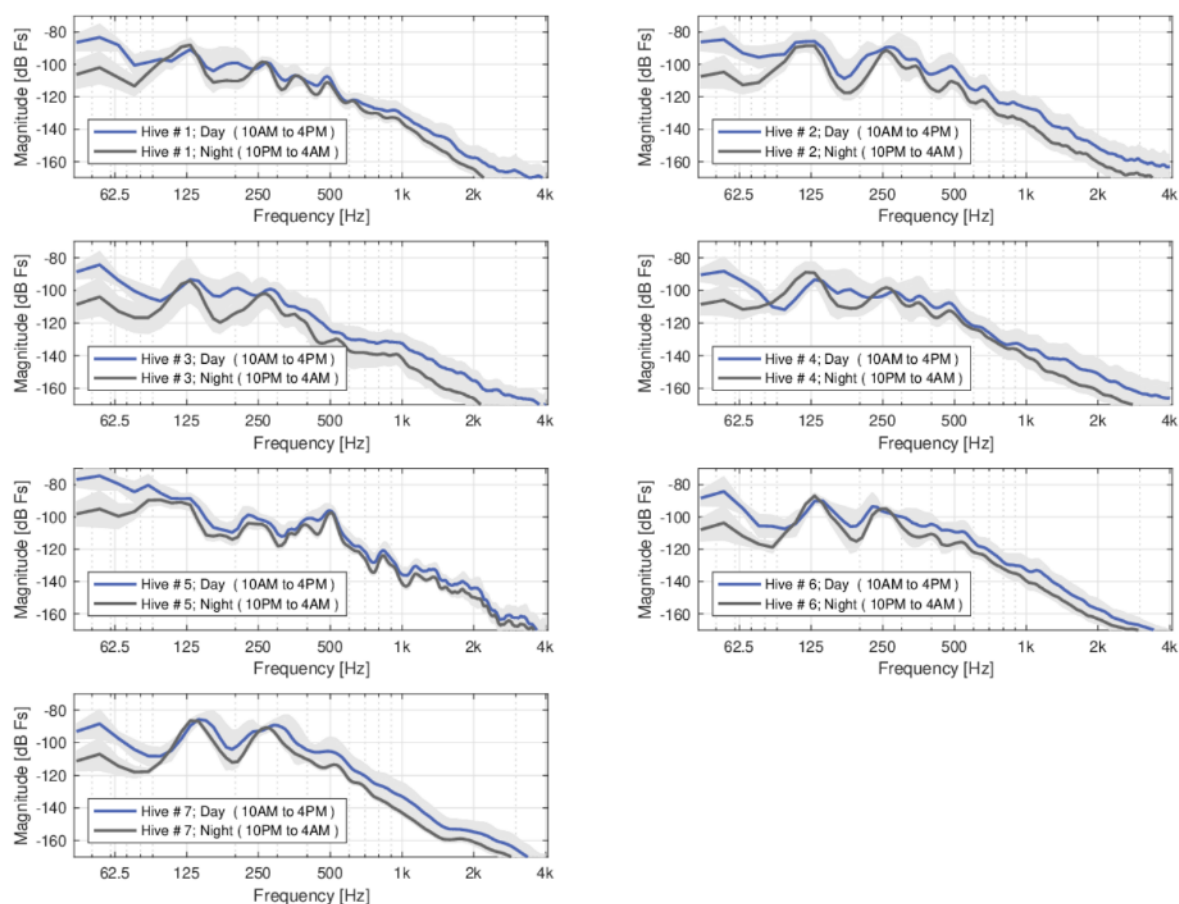 Magnitude [dB Fs]
-80
-100
-120
-140
-160
Hive # 1; Day ( 10AM to 4PM )
Hive # 1; Night ( 10PM to 4AM )
62.5 125 250 500 1k 2k 4k
Frequency [Hz]
Magnitude [dB Fs]
-80
-100
-120
-140
-160
Hive # 2; Day ( 10AM to 4PM )
Hive # 2; Night ( 10PM to 4AM )
62.5 125 250 500 1k 2k 4k
Frequency [Hz]
Magnitude [dB Fs]
-80
-100
-120
-140
-160
Hive # 3; Day ( 10AM to 4PM )
Hive # 3; Night ( 10PM to 4AM )
62.5 125 250 500 1k 2k 4k
Frequency [Hz]
Magnitude [dB Fs]
-80
-100
-120
-140
-160
Hive # 4; Day ( 10AM to 4PM )
Hive # 4; Night ( 10PM to 4AM )
62.5 125 250 500 1k 2k 4k
Frequency [Hz]
Magnitude [dB Fs]
-80
-100
-120
-140
-160
Hive # 5; Day ( 10AM to 4PM )
Hive # 5; Night ( 10PM to 4AM )
62.5 125 250 500 1k 2k 4k
Frequency [Hz]
Magnitude [dB Fs]
-80
-100
-120
-140
-160
Hive # 6; Day ( 10AM to 4PM )
Hive # 6; Night ( 10PM to 4AM )
62.5 125 250 500 1k 2k 4k
Frequency [Hz]
Magnitude [dB Fs]
-80
-100
-120
-140
-160
Hive # 7; Day ( 10AM to 4PM )
Hive # 7; Night ( 10PM to 4AM )
62.5 125 250 500 1k 2k 4k
Frequency [Hz]